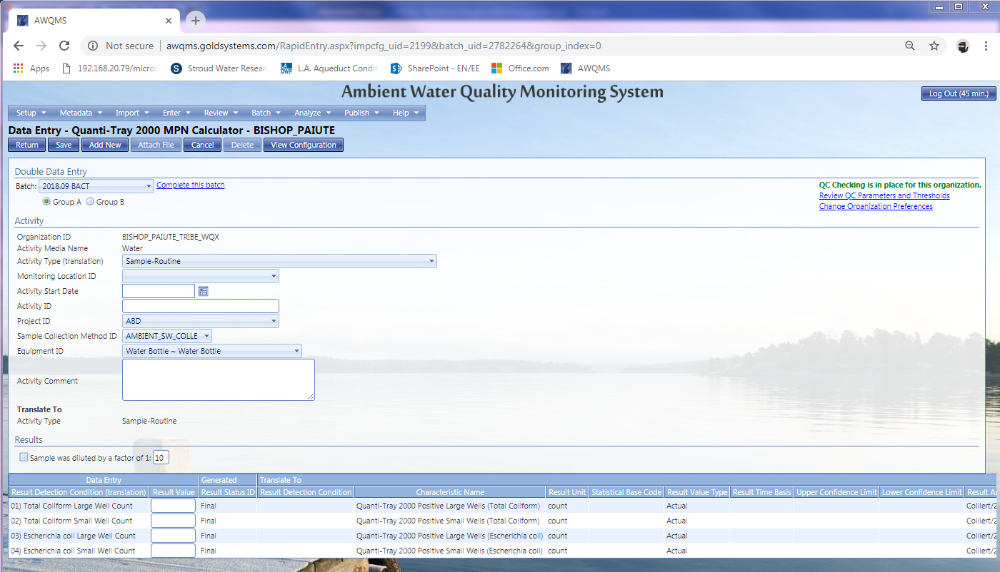 AWQMS
Not secure | awqms.goldsystems.com/RapidEntry.aspx?impcfg_uid=2199&batch_uid=2782264&group_index=0
Apps 192.168.20.79/microi Stroud Water Resear L.A. Aqueduct Condit SharePoint - EN/EE Office.com AWQMS
Ambient Water Quality Monitoring System
Log Out (45 min.)
Setup Metadata Import Enter Review Batch Analyze Publish Help
Data Entry - Quanti-Tray 2000 MPN Calculator - BISHOP_PAIUTE
Return Save Add New Attach File Cancel Delete View Configuration
Double Data Entry
Batch: 2018.09 BACT Complete this batch
QC Checking is in place for this organization.
Review QC Parameters and Thresholds
Group A Group B
Change Organization Preferences
Activity
Organization ID BISHOP_PAIUTE_TRIBE_WQX
Activity Media Name Water
Activity Type (translation) Sample-Routine
Monitoring Location ID
Activity Start Date
Activity ID
Project ID ABD
Sample Collection Method ID AMBIENT_SW_COLLE
Equipment ID Water Bottle ~ Water Bottle
Activity Comment
Translate To
Activity Type Sample-Routine
Results
Sample was diluted by a factor of 1: 10
Data Entry Generated Translate To
Result Detection Condition (translation) Result Value Result Status ID Result Detection Condition Characteristic Name Result Unit Statistical Base Code Result Value Type Result Time Basis Upper Confidence Limit Lower Confidence Limit Result A
01) Total Coliform Large Well Count Final Quanti-Tray 2000 Positive Large Wells (Total Coliform) count Actual Colilert/2
02) Total Coliform Small Well Count Final Quanti-Tray 2000 Positive Small Wells (Total Coliform) count Actual Colilert/2
03) Escherichia coli Large Well Count Final Quanti-Tray 2000 Positive Large Wells (Escherichia coli) count Actual Colilert/2
04) Escherichia coli Small Well Count Final Quanti-Tray 2000 Positive Small Wells (Escherichia coli) count Actual Colilert/2